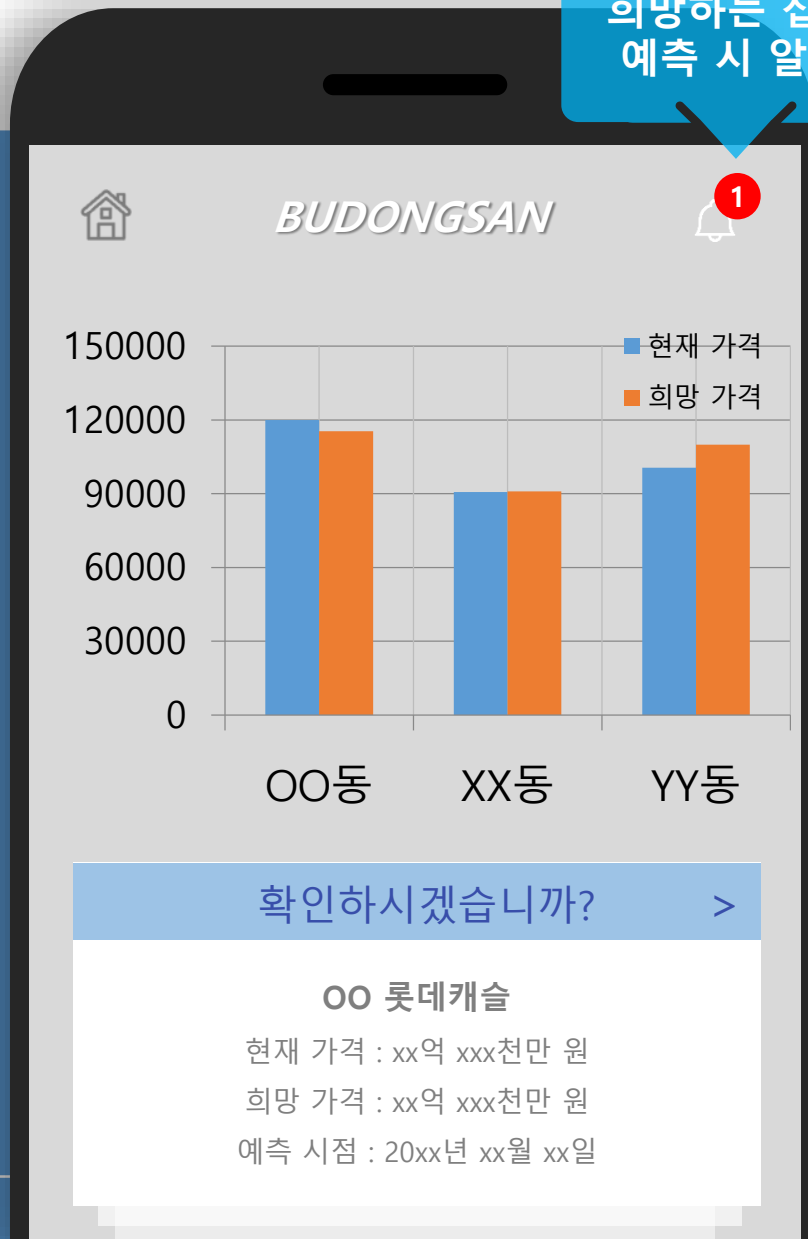 희망하는
예측 시 알
BUDONGSAN
1
150000
현재 가격
희망 가격
120000
90000
60000
30000
0
OO동 XX동 YY동
확인하시겠습니까? >
OO 롯데캐슬
현재 가격 : xx억 xxx천만 원
희망 가격 : xx억 xxx천만 원
예측 시점 : 20xx년 xx월 xx일